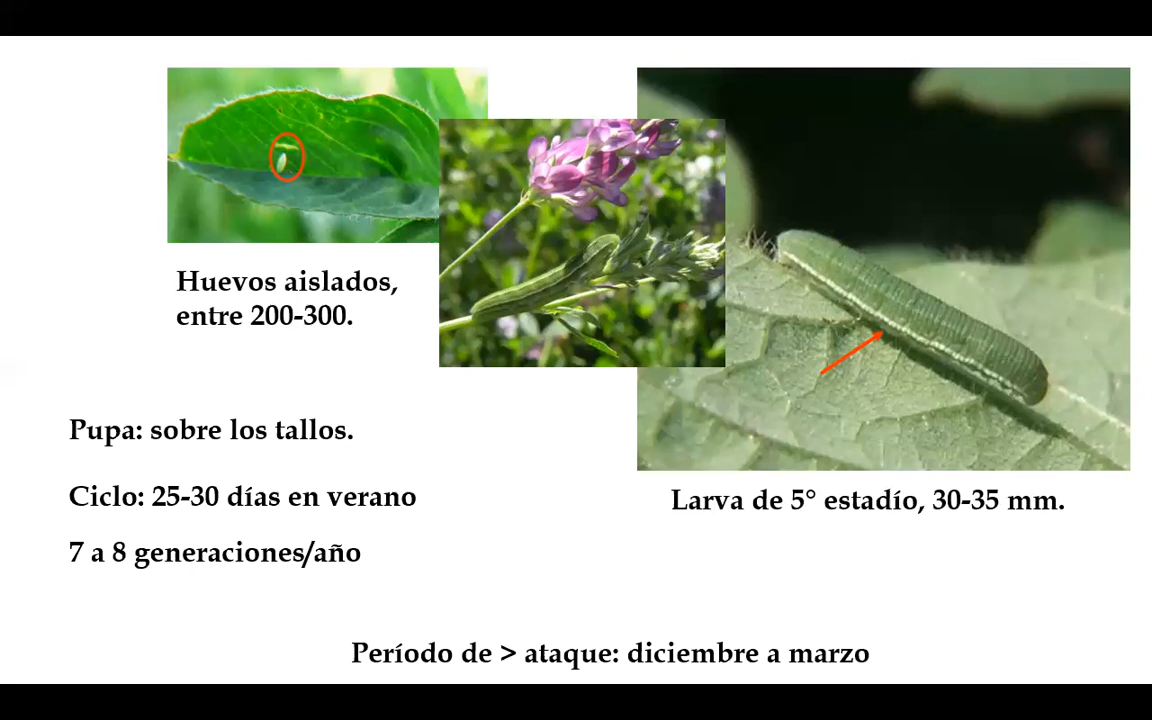 Huevos aislados,
entre 200-300.
Pupa: sobre los tallos.
Ciclo: 25-30 días en verano
7 a 8 generaciones/año
Larva de 5° estadío, 30-35 mm.
Período de > ataque: diciembre a marzo